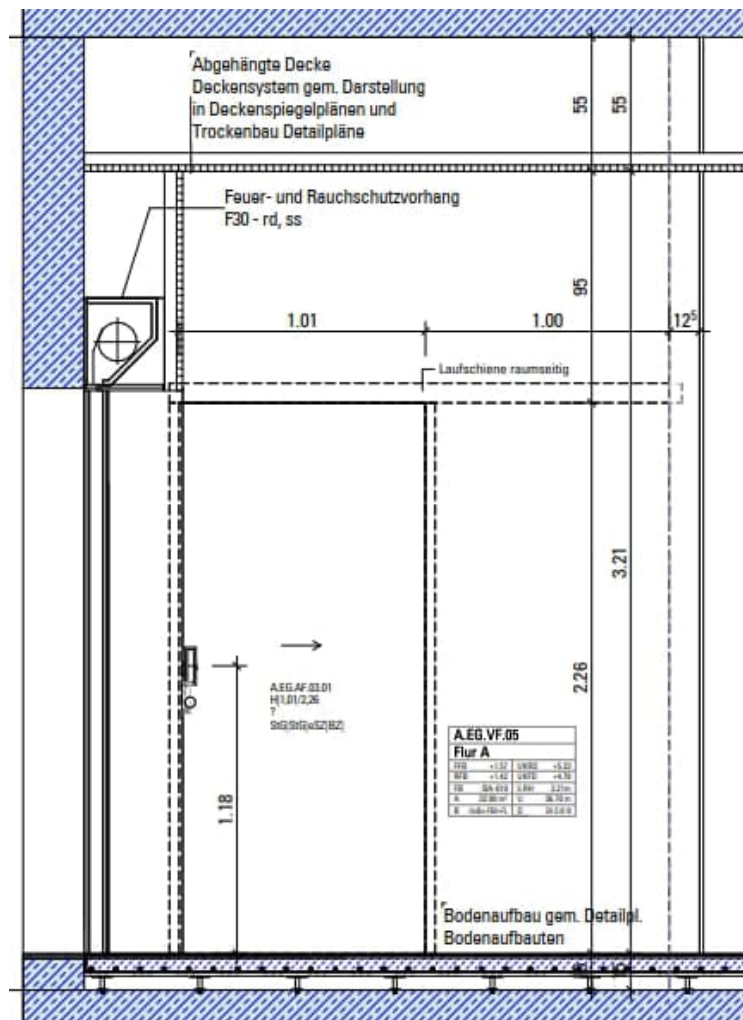 Abgehängte Decke
Deckensystem gem. Darstellung
in Deckenspiegelplänen und
Trockenbau Detailpläne
55
55
Feuer- und Rauchschutzvorhang
F30 - rd, ss
95
1.01
1.00
12⁵
Laufschiene raumseitig
3.21
2.26
A.EG.AF.03.01
H|1,01/2,26
?
1.18
A.EG.VF.05
Flur A
Bodenaufbau gem. Detailpl.
Bodenaufbauten